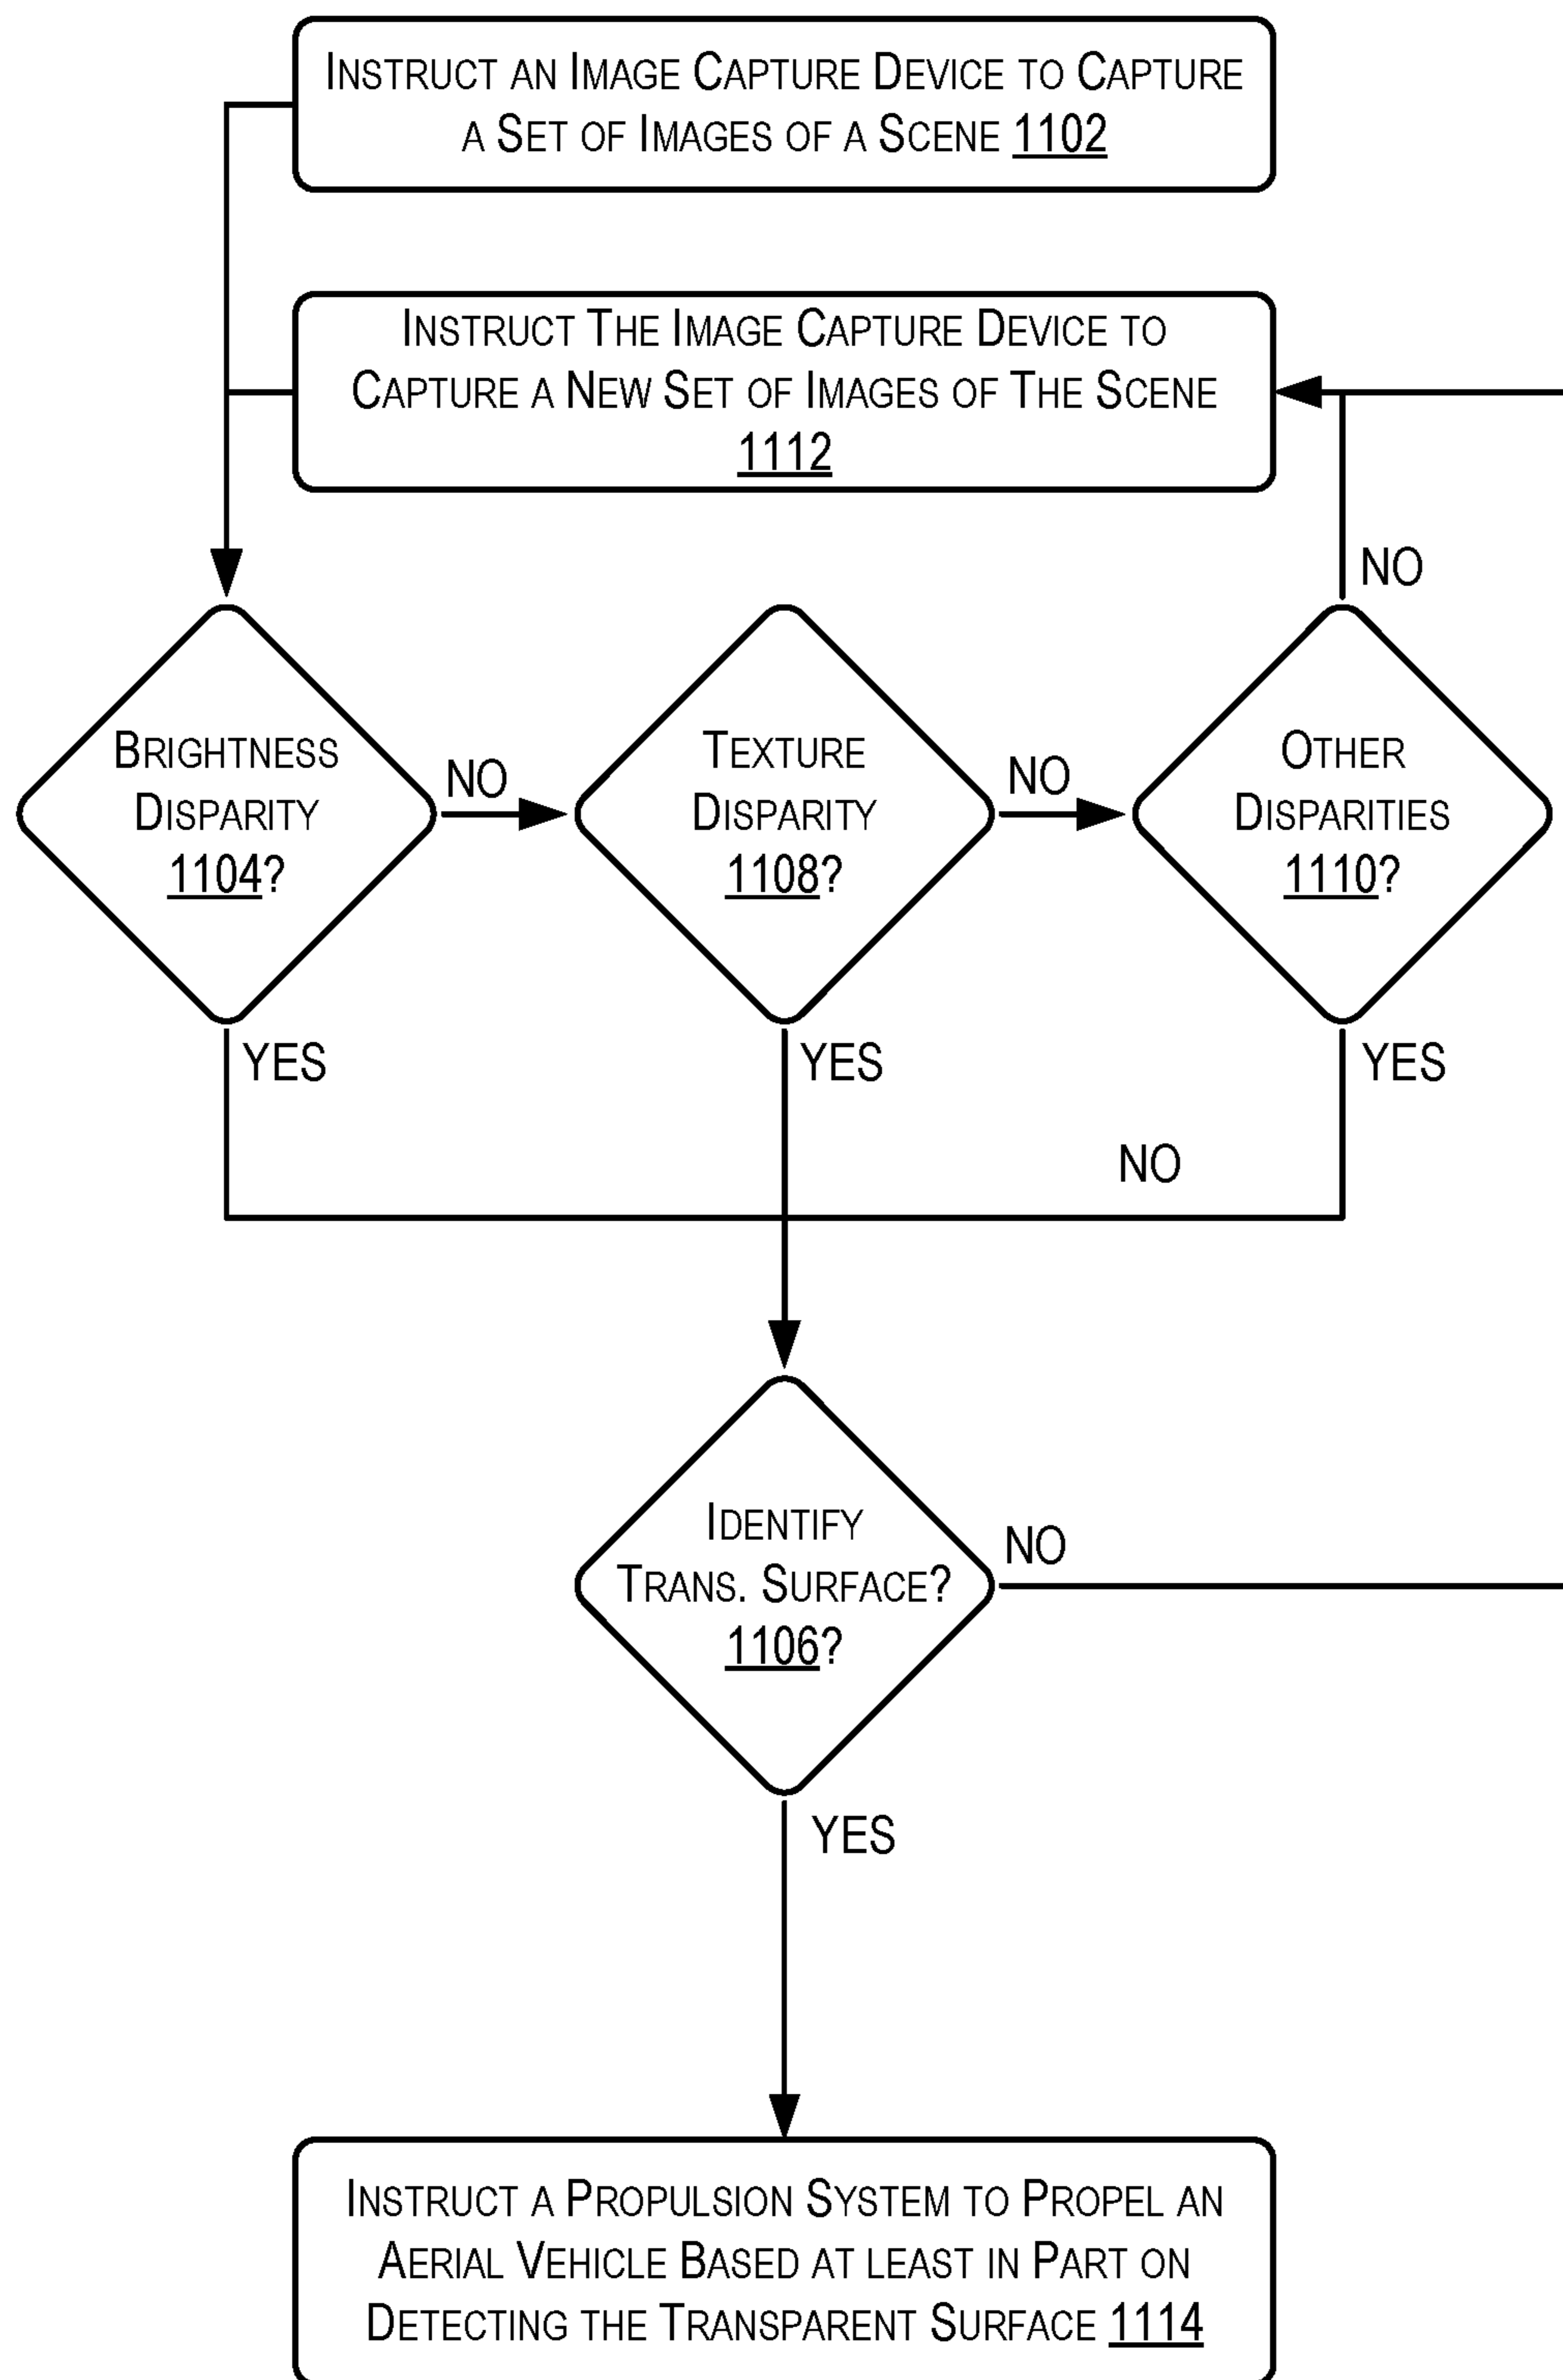 INSTRUCT AN IMAGE CAPTURE DEVICE TO CAPTURE
A SET OF IMAGES OF A SCENE 1102
INSTRUCT THE IMAGE CAPTURE DEVICE TO
CAPTURE A NEW SET OF IMAGES OF THE SCENE
1112
NO
BRIGHTNESS
DISPARITY
1104?
NO
TEXTURE
DISPARITY
1108?
NO
OTHER
DISPARITIES
1110?
YES
YES
YES
NO
IDENTIFY
TRANS. SURFACE?
1106?
NO
YES
INSTRUCT A PROPULSION SYSTEM TO PROPEL AN
AERIAL VEHICLE BASED AT LEAST IN PART ON
DETECTING THE TRANSPARENT SURFACE 1114